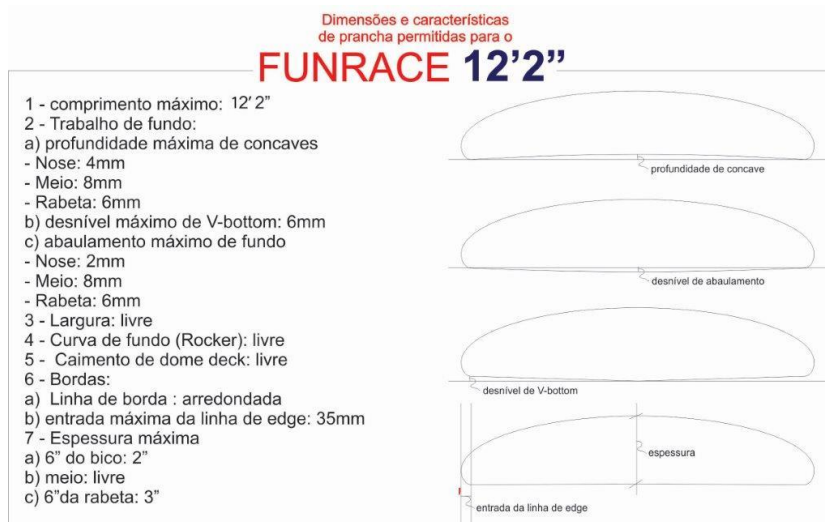 Dimensões e características
de prancha permitidas para o
FUNRACE 12’2”
1 - comprimento máximo: 12’ 2”
2 - Trabalho de fundo:
a) profundidade máxima de concaves
- Nose: 4mm
- Meio: 8mm
- Rabeta: 6mm
b) desnível máximo de V-bottom: 6mm
c) abaulamento máximo de fundo
- Nose: 2mm
- Meio: 8mm
- Rabeta: 6mm
3 - Largura: livre
4 - Curva de fundo (Rocker): livre
5 -  Caimento de dome deck: livre
6 - Bordas:
a)  Linha de borda : arredondada
b) entrada máxima da linha de edge: 35mm
7 - Espessura máxima
a) 6” do bico: 2”
b) meio: livre
c) 6”da rabeta: 3”
profundidade de concave
desnível de abaulamento
desnível de V-bottom
espessura
entrada da linha de edge